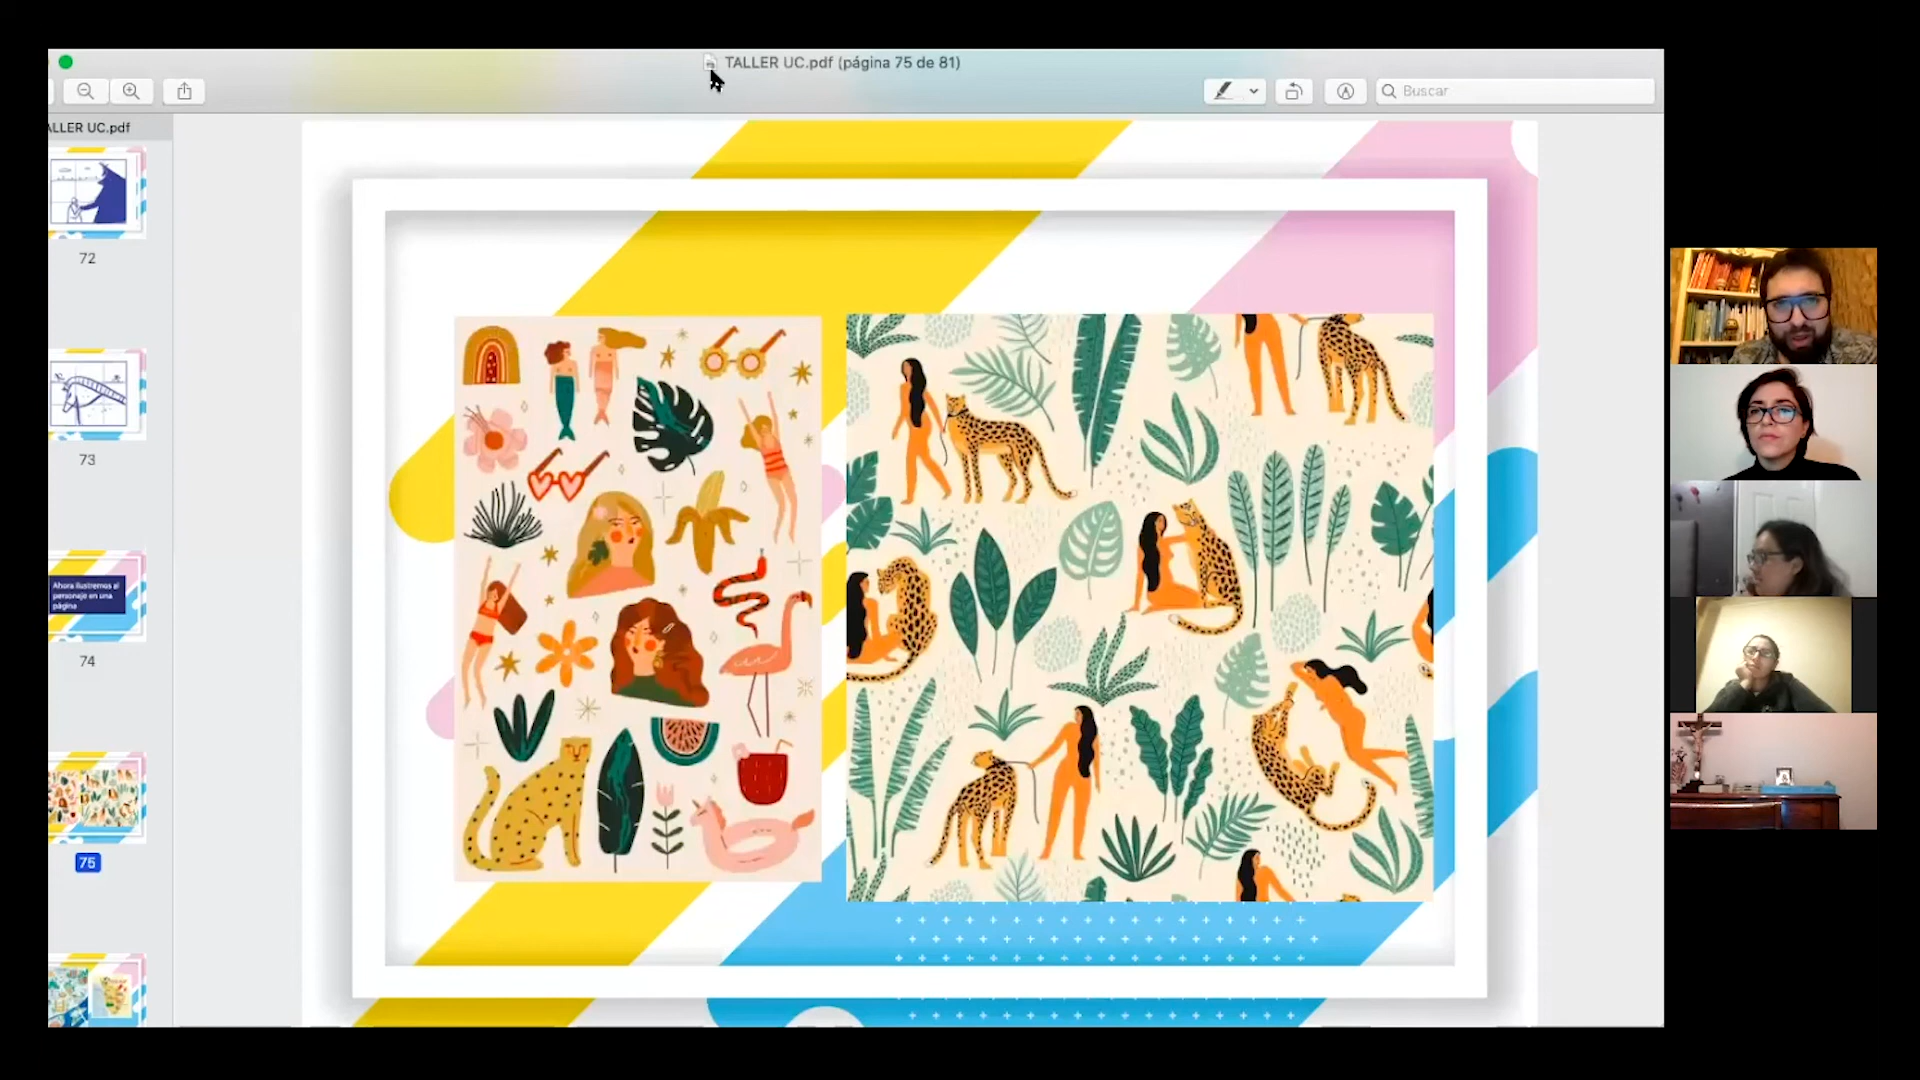 TALLER UC.pdf (página 75 de 81)
Buscar
ALLER UC.pdf
72
73
Ahora ilustremos al
personaje en una
página
74
75